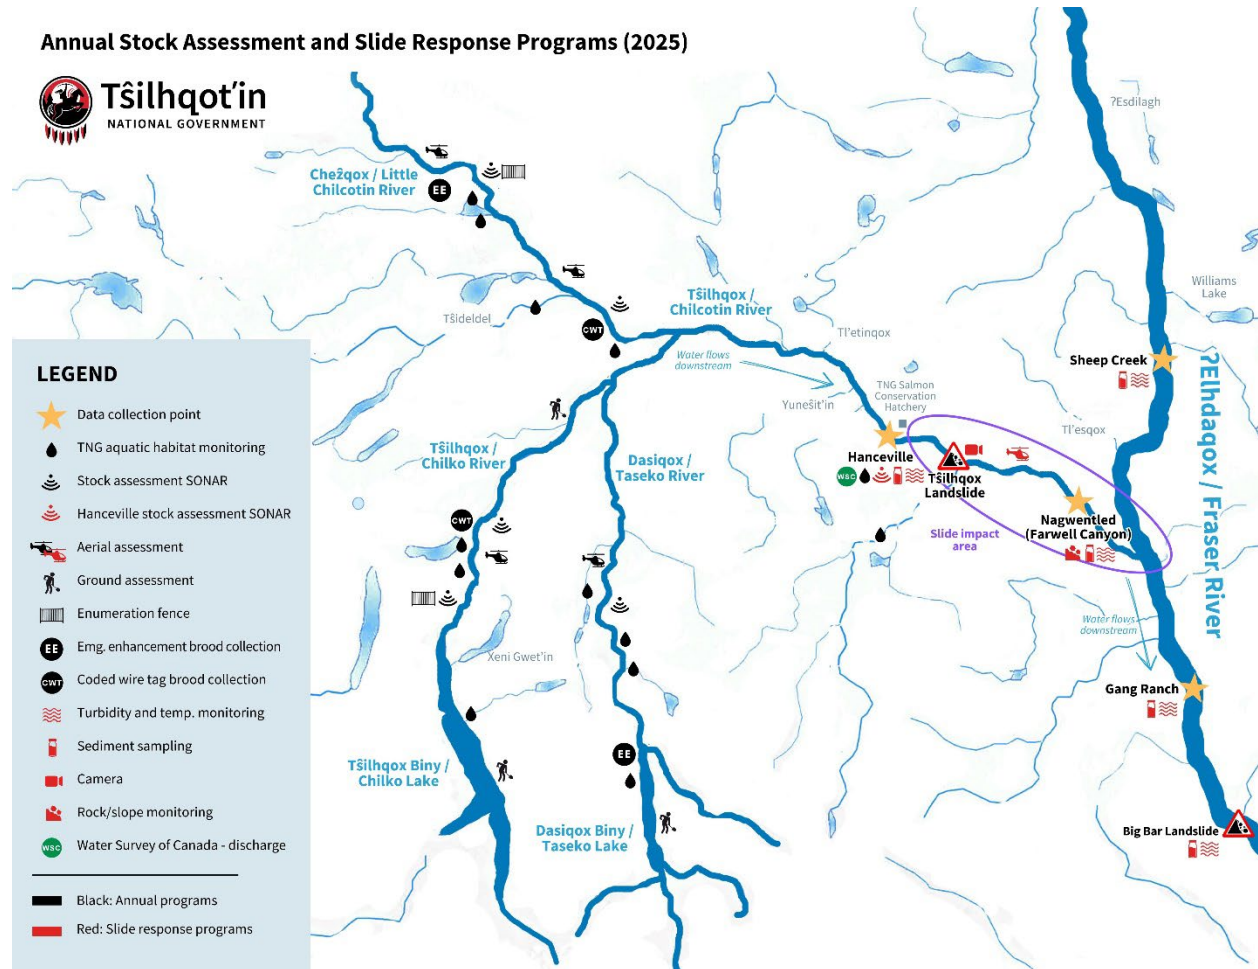 Annual Stock Assessment and Slide Response Programs (2025)
Tŝilhqot'in
NATIONAL GOVERNMENT
ʔEsdilagh
Chezqox / Little
Chilcotin River
EE
Tŝilhqox /
Chilcotin River
Williams
Lake
Tŝideldel
CWT
Tl'etinqox
Water flows
downstream
Sheep Creek
ʔElhdaqox / Fraser River
TNG Salmon
Conservation
Hatchery
Yuneŝit'in
Tl'esqox
Tŝilhqox /
Chilko River
Dasiqox /
Taseko River
Hanceville
WSC
Tŝilhqox
Landslide
Nagwentled
(Farwell Canyon)
Slide impact
area
CWT
Water flows
downstream
Xeni Gwet'in
Gang Ranch
Tŝilhqox Biny /
Chilko Lake
EE
Dasiqox Biny /
Taseko Lake
Big Bar Landslide
LEGEND
Data collection point
TNG aquatic habitat monitoring
Stock assessment SONAR
Hanceville stock assessment SONAR
Aerial assessment
Ground assessment
Enumeration fence
EE Emg. enhancement brood collection
CWT Coded wire tag brood collection
Turbidity and temp. monitoring
Sediment sampling
Camera
Rock/slope monitoring
WSC Water Survey of Canada - discharge
Black: Annual programs
Red: Slide response programs